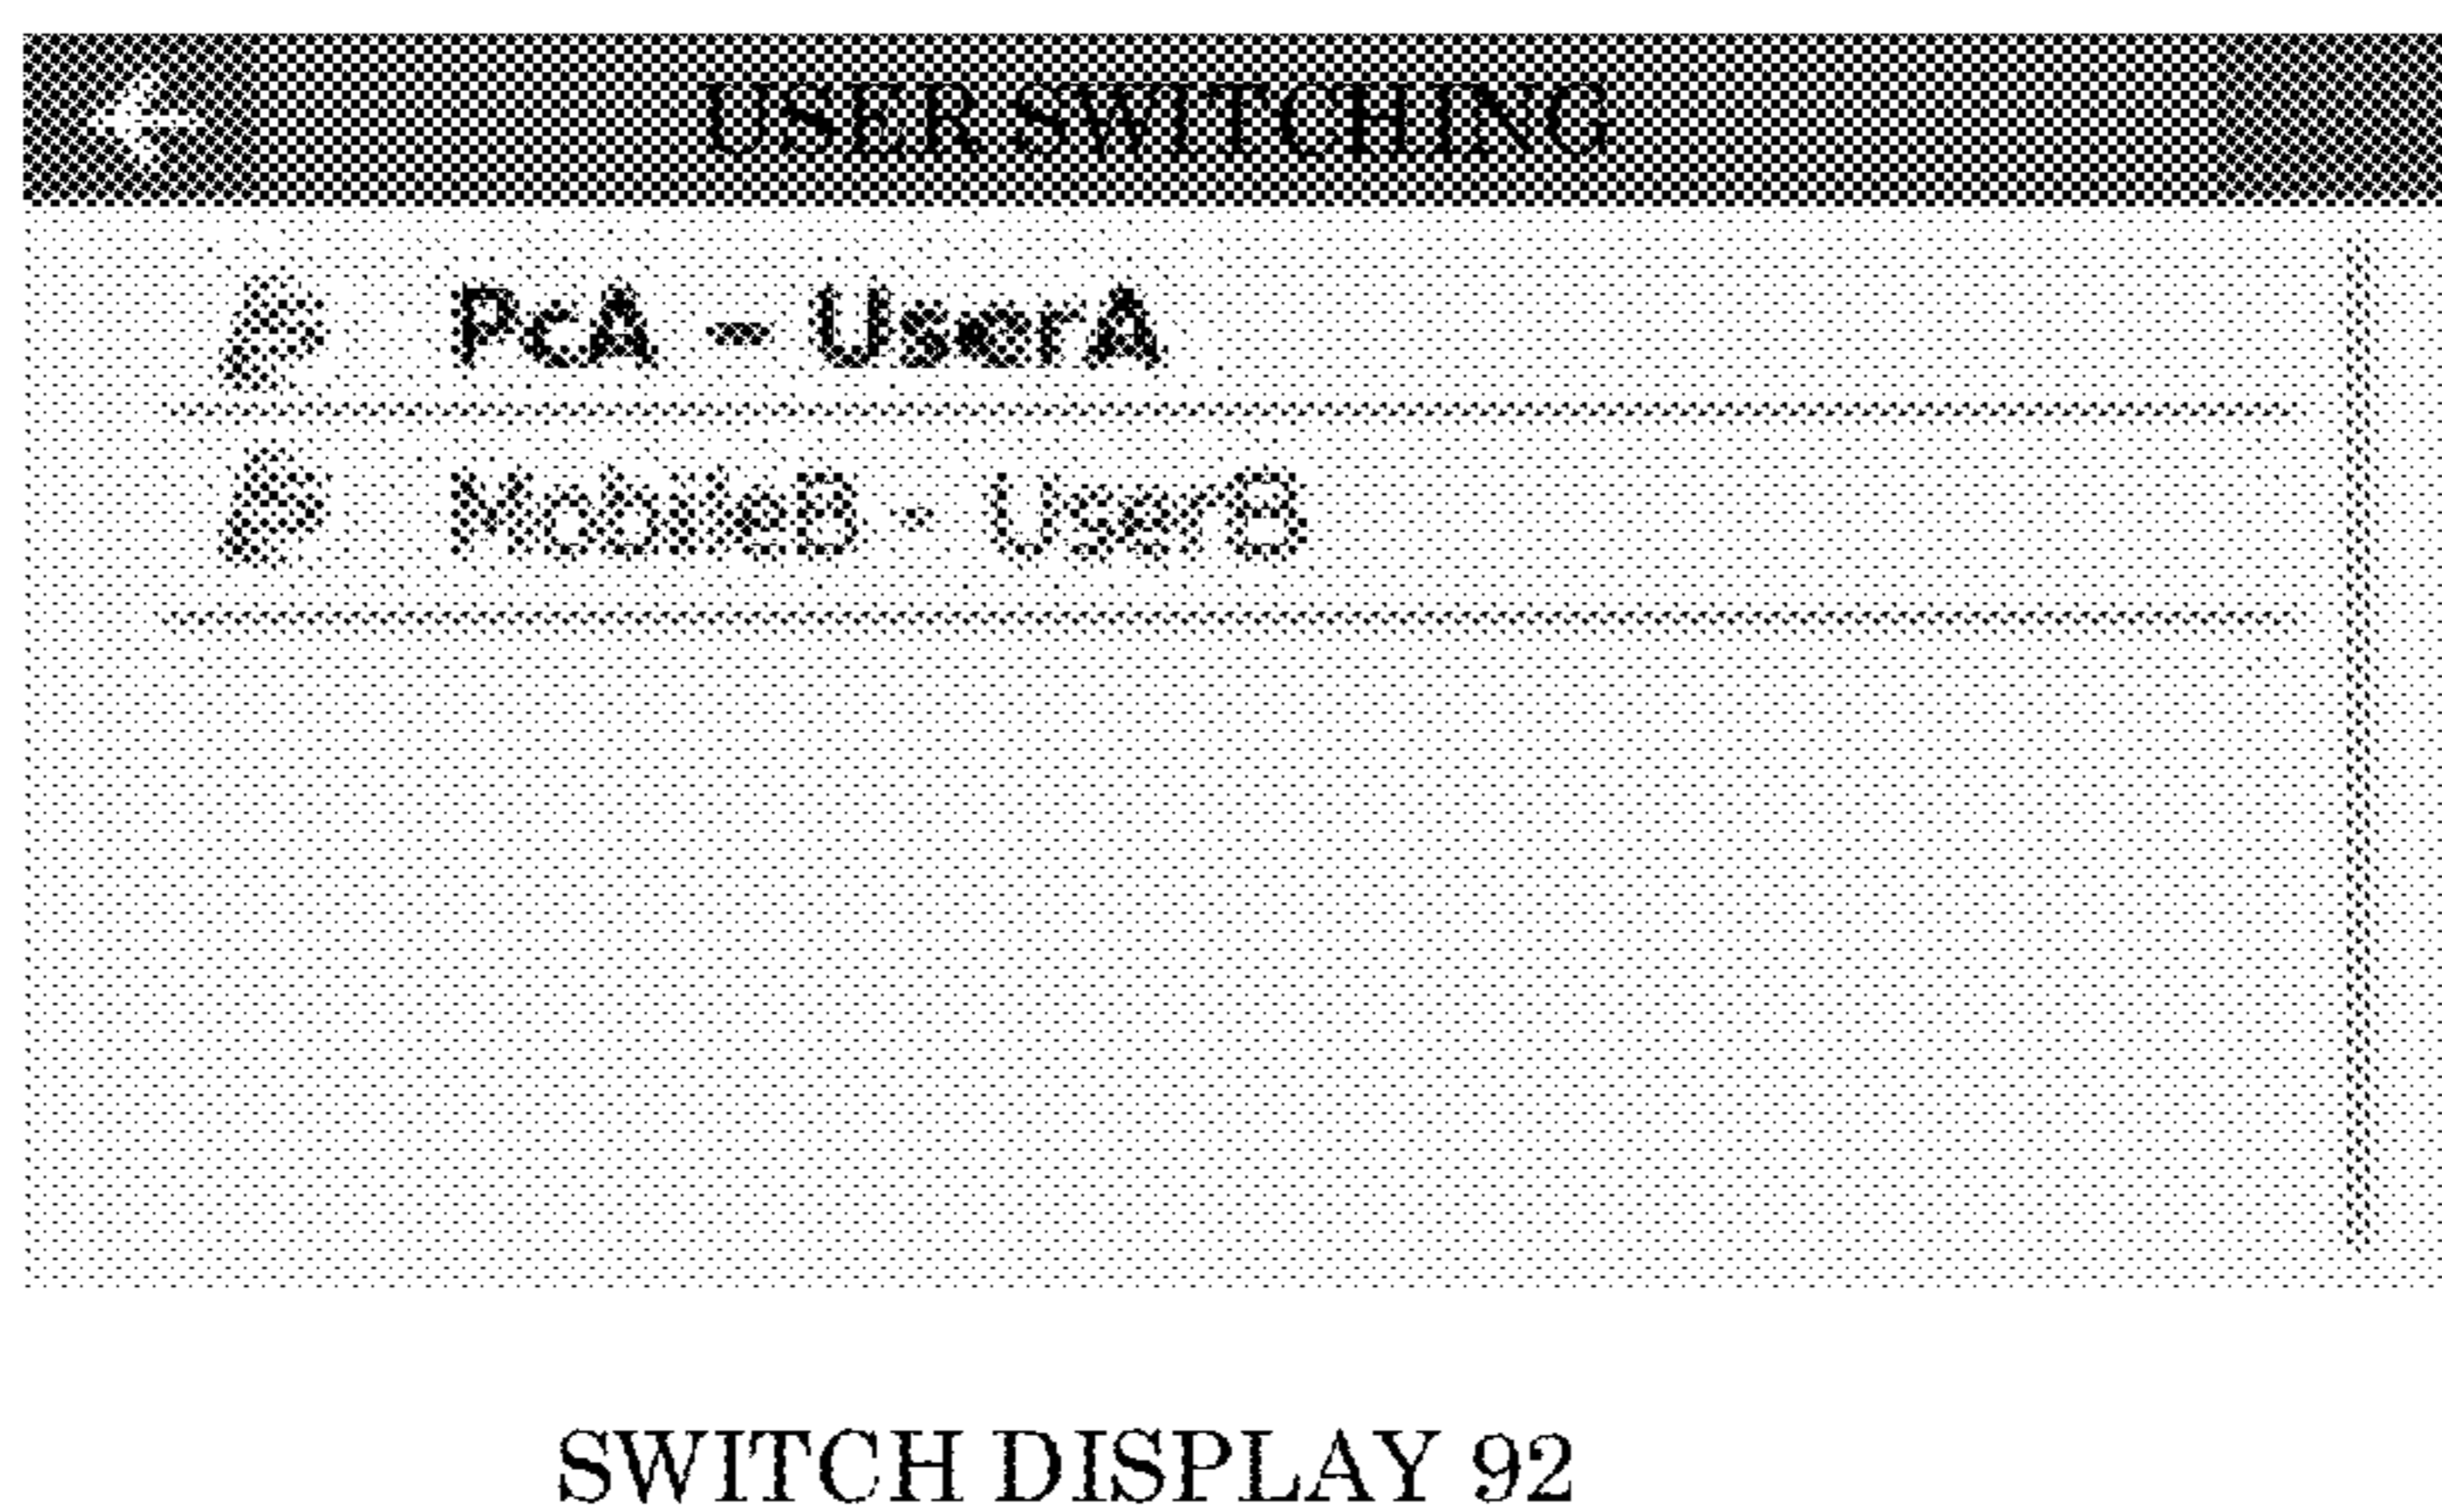 USER SWITCHING
PcA - UserA
MobileB - UserB
SWITCH DISPLAY 92